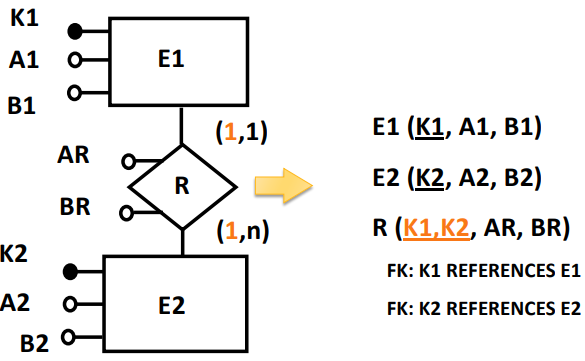 K1
A1
B1
E1
(1,1)
AR
BR
R
(1,n)
K2
A2
B2
E2
E1 (K1, A1, B1)
E2 (K2, A2, B2)
R (K1,K2, AR, BR)
FK: K1 REFERENCES E1
FK: K2 REFERENCES E2